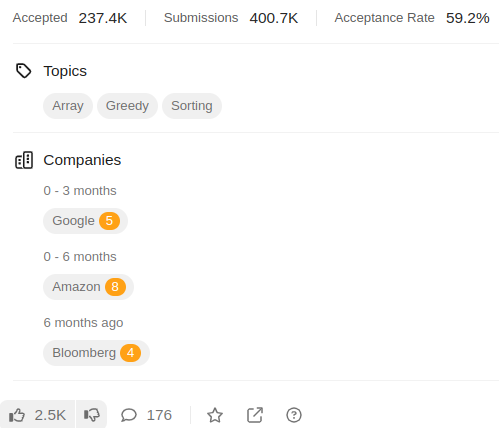 Accepted 237.4K Submissions 400.7K Acceptance Rate 59.2%
Topics
Array Greedy Sorting
Companies
0 - 3 months
Google 5
0 - 6 months
Amazon 8
6 months ago
Bloomberg 4
2.5K 176